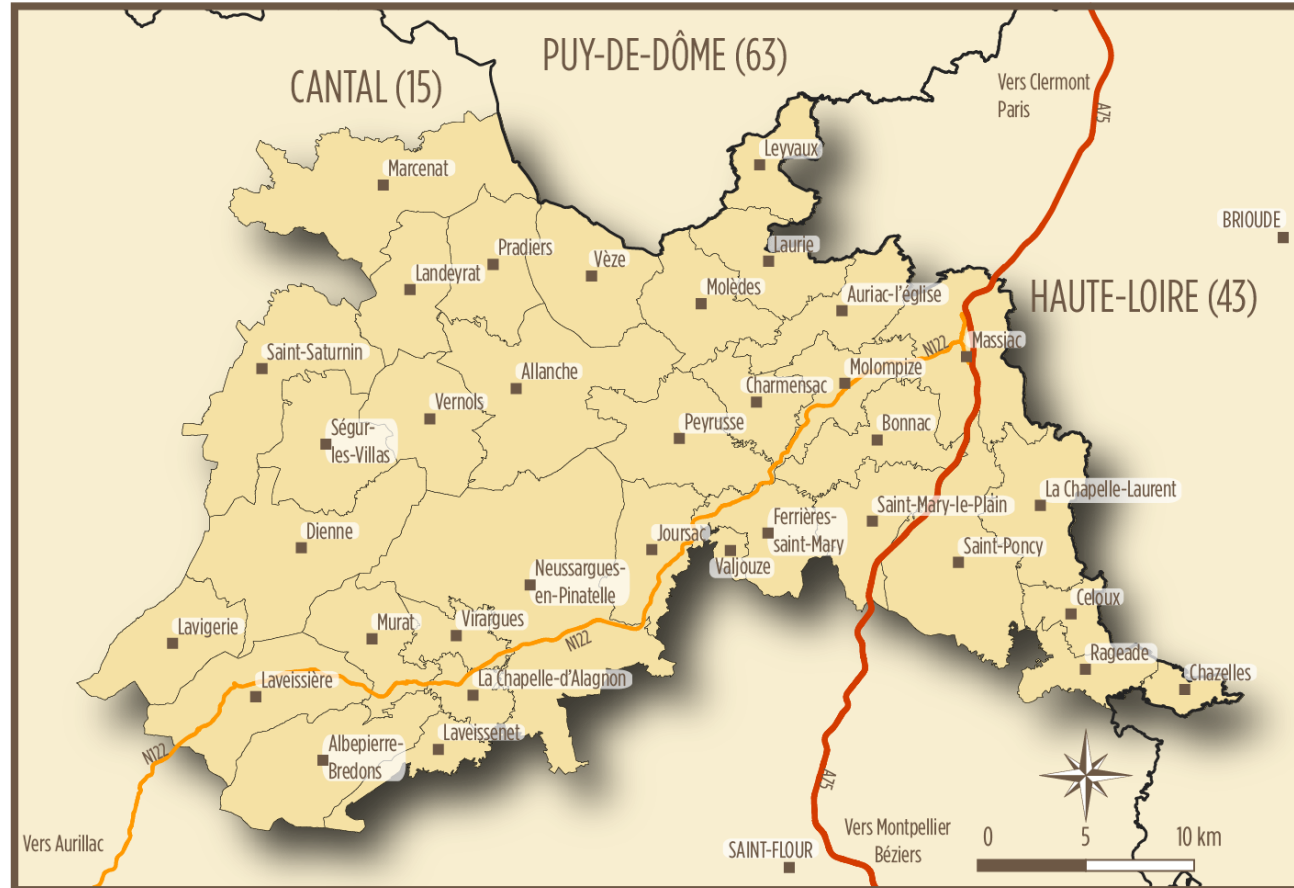 PUY-DE-DÔME (63)
CANTAL (15)
Vers Clermont
Paris
A75
Leyvaux
Marcenat
BRIOUDE
Pradiers
Laurie
Vèze
Landeyrat
Molèdes
Auriac-l'église
HAUTE-LOIRE (43)
Massiac
N122
Saint-Saturnin
Molompize
Allanche
Charmensac
Vernols
Peyrusse
Bonnac
Ségur-
les-Villas
La Chapelle-Laurent
Saint-Mary-le-Plain
Dienne
Joursac
Ferrières-
saint-Mary
Valjouze
Saint-Poncy
Neussargues-
en-Pinatelle
Celoux
Lavigerie
Murat
Virargues
N122
Rageade
Chazelles
Laveissière
La Chapelle-d'Alagnon
Laveissenet
Albepierre-
Bredons
N122
A75
Vers Aurillac
SAINT-FLOUR
Vers Montpellier
Béziers
0 5 10 km